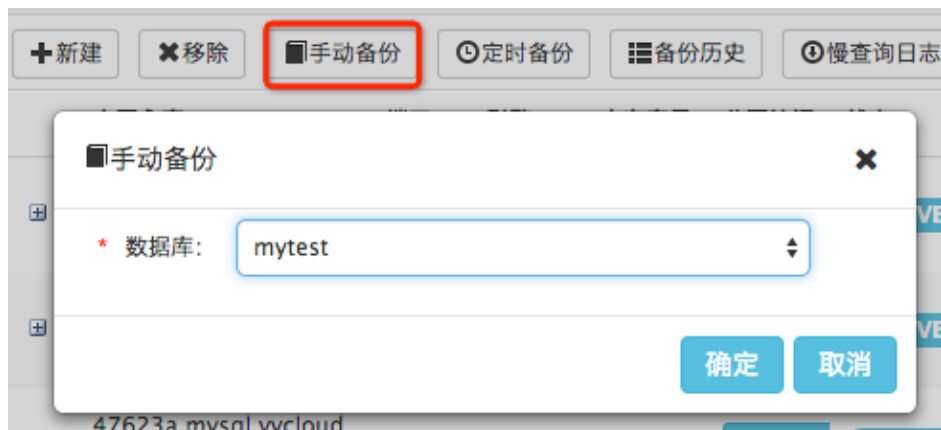 新建 移除 手动备份 定时备份 备份历史 慢查询日志
手动备份
* 数据库: mytest
确定 取消
47623a.mysql.yycloud